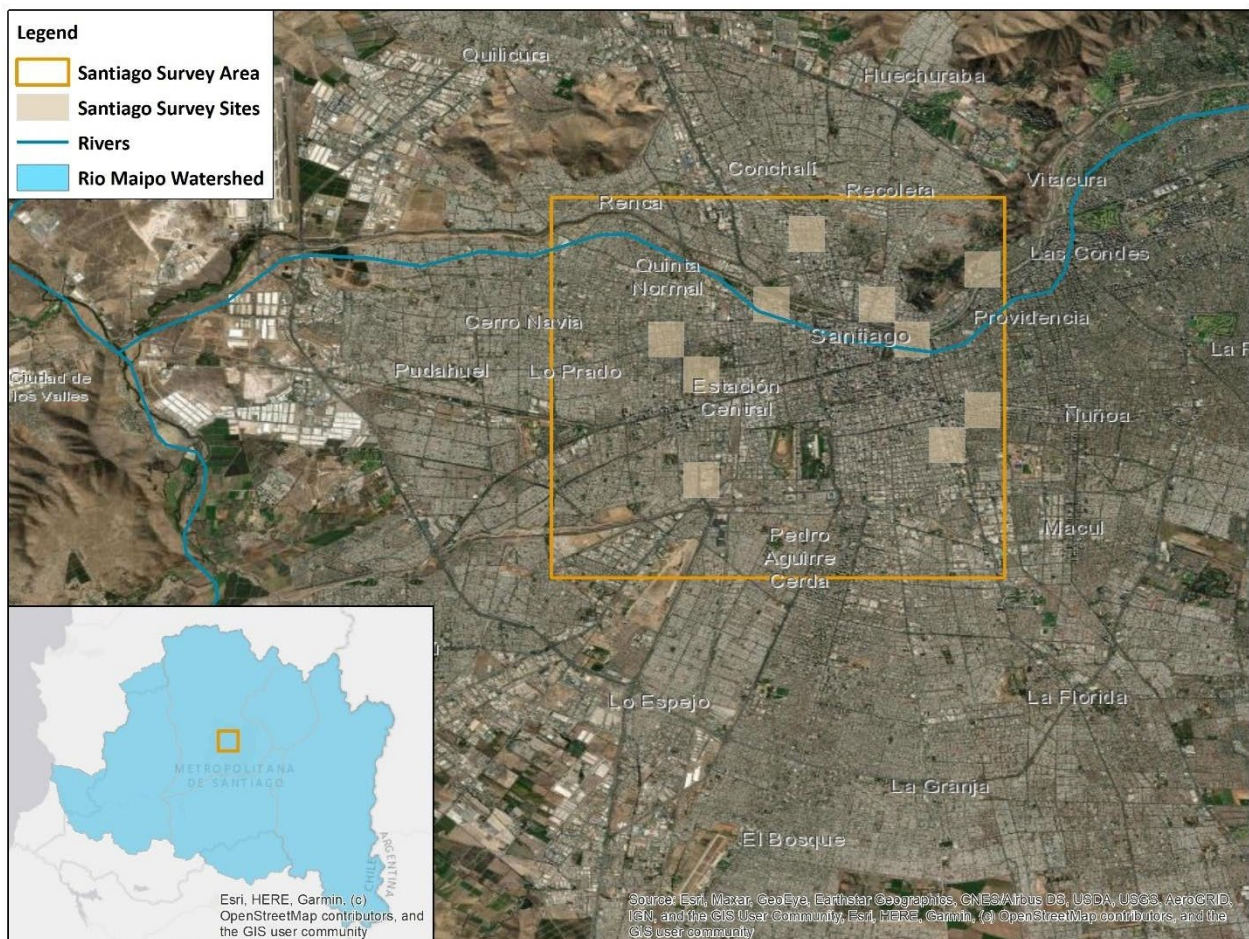 Legend
Santiago Survey Area
Santiago Survey Sites
Rivers
Rio Maipo Watershed
Quilicura
Huechuraba
Conchalí
Vitacura
Recoleta
Renca
Las Condes
Quinta
Normal
Providencia
Cerro Navia
Santiago
Pudahuel
Lo Prado
Ciudad de
los Valles
Estación
Central
Ñuñoa
Macul
Pedro
Aguirre
Cerda
Lo Espejo
La Florida
La Granja
El Bosque
METROPOLITANA
DE SANTIAGO
CHILE
ARGENTINA
Esri, HERE, Garmin, (c)
OpenStreetMap contributors, and
the GIS user community
Source: Esri, Maxar, GeoEye, Earthstar Geographics, CNES/Airbus DS, USDA, USGS, AeroGRID,
IGN, and the GIS User Community, Esri, HERE, Garmin, (c) OpenStreetMap contributors, and the
GIS user community